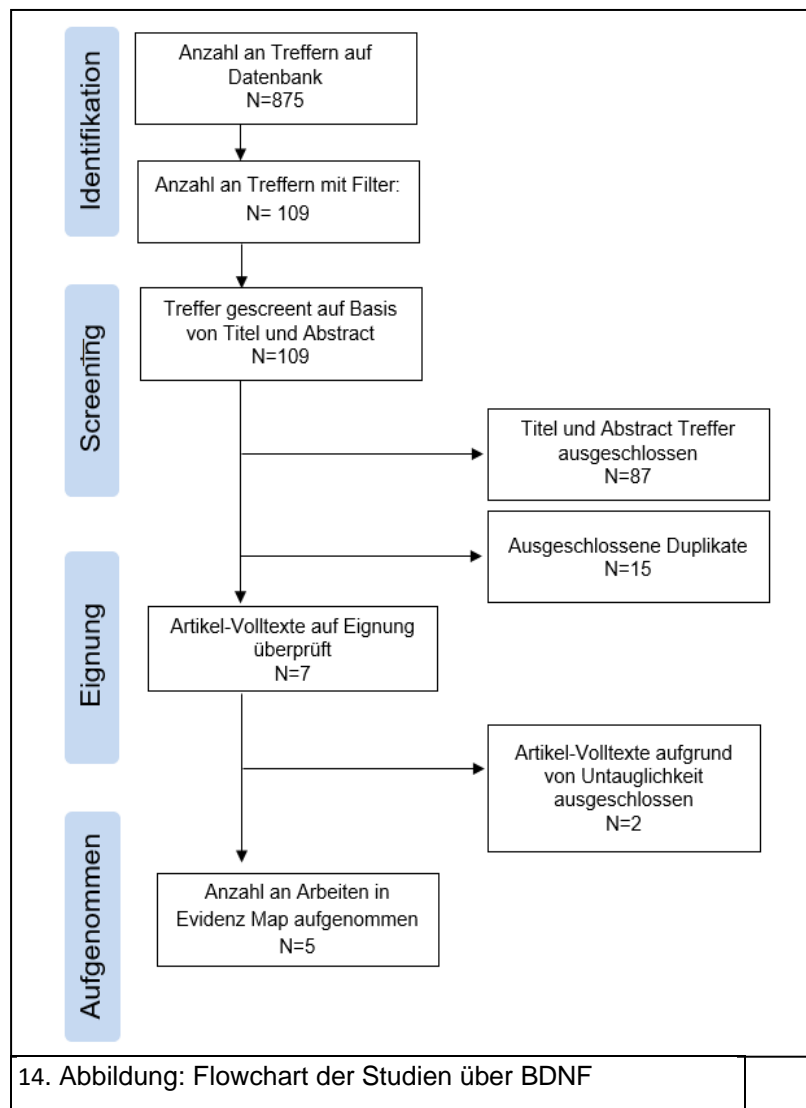 Identifikation
Anzahl an Treffern auf
Datenbank
N=875
Anzahl an Treffern mit Filter:
N= 109
Screening
Treffer gescreent auf Basis
von Titel und Abstract
N=109
Titel und Abstract Treffer
ausgeschlossen
N=87
Ausgeschlossene Duplikate
N=15
Eignung
Artikel-Volltexte auf Eignung
überprüft
N=7
Artikel-Volltexte aufgrund
von Untauglichkeit
ausgeschlossen
N=2
Aufgenommen
Anzahl an Arbeiten in
Evidenz Map aufgenommen
N=5
14. Abbildung: Flowchart der Studien über BDNF